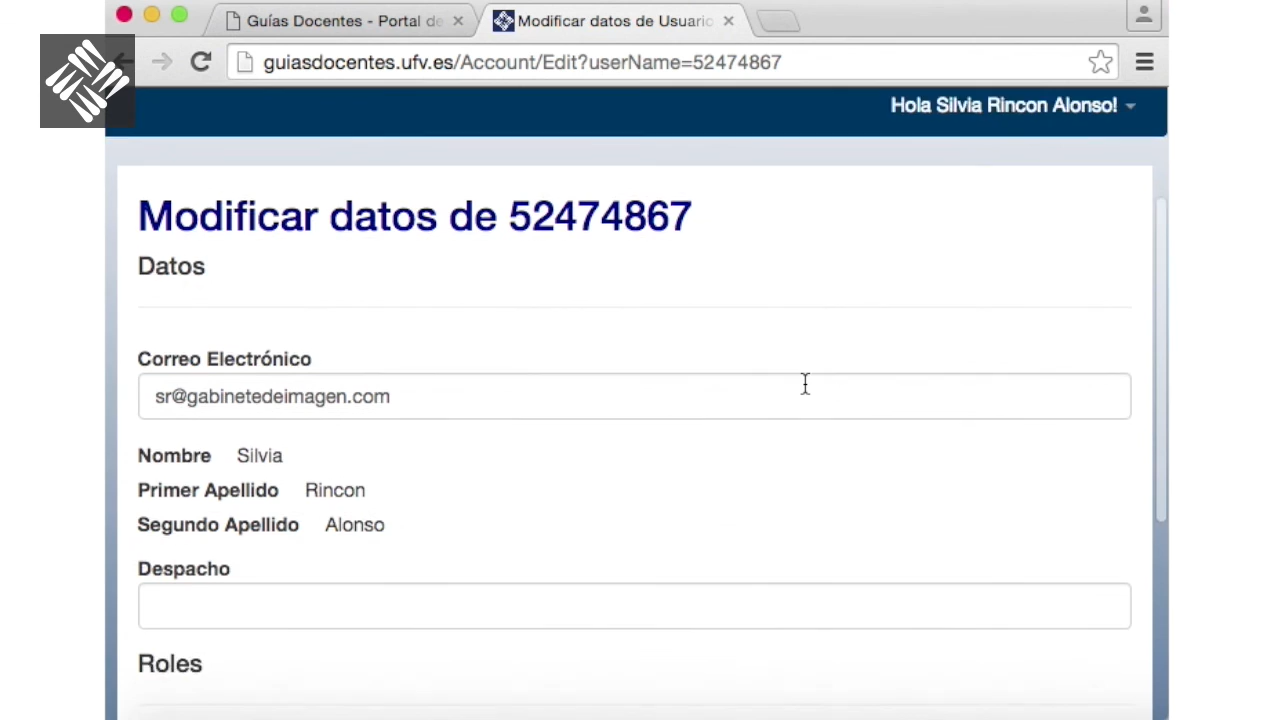 Guías Docentes - Portal de
Modificar datos de Usuario
guiasdocentes.ufv.es/Account/Edit?userName=52474867
Hola Silvia Rincon Alonso!
Modificar datos de 52474867
Datos
Correo Electrónico
sr@gabinetedeimagen.com
Nombre Silvia
Primer Apellido Rincon
Segundo Apellido Alonso
Despacho
Roles